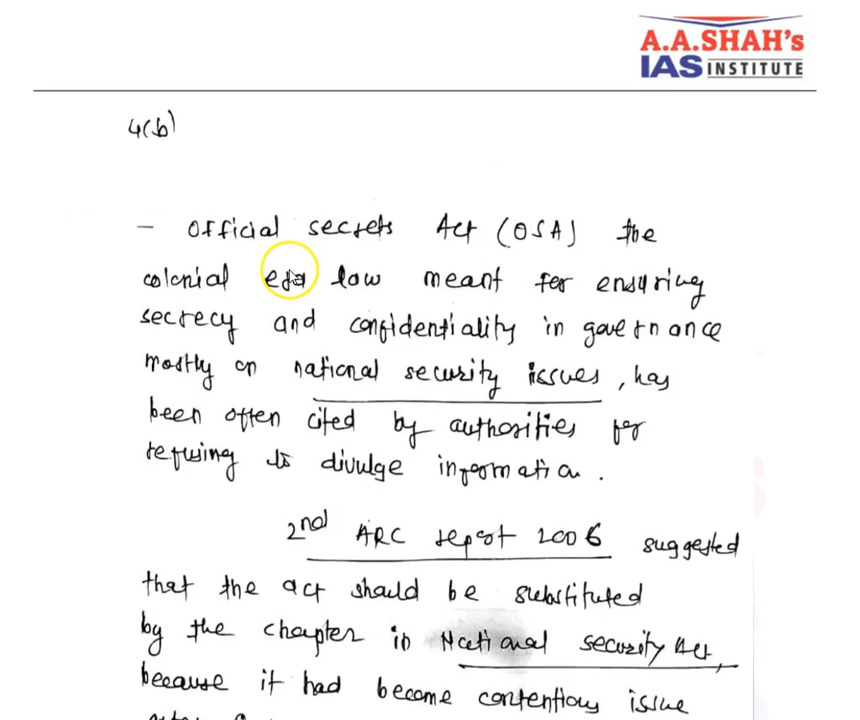 A.A.SHAH's
IAS INSTITUTE
4(b)
- Official secrets Act (OSA) the
colonial era law meant for ensuring
secrecy and confidentiality in governance
mostly on national security issues, has
been often cited by authorities for
refusing to divulge information.
2nd ARC report 2006 suggested
that the act should be substituted
by the chapter in National security Act,
because it had become contentious issue